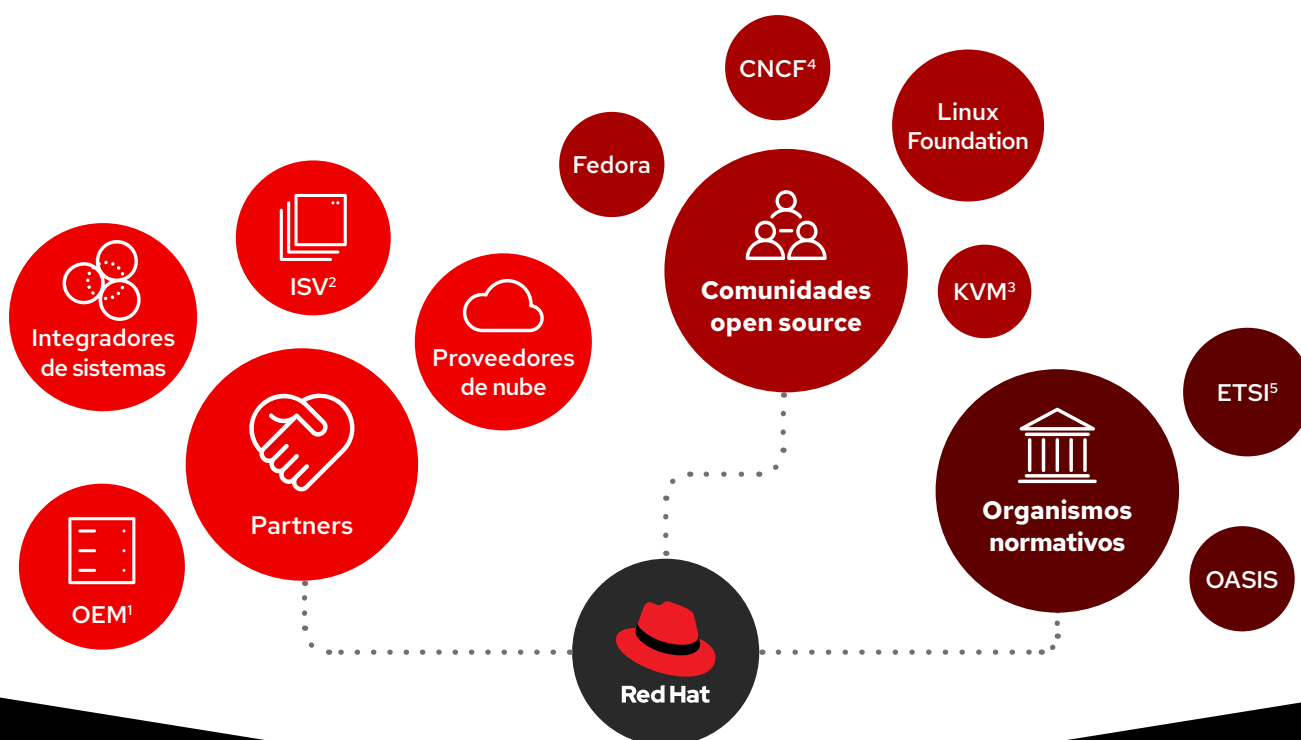 CNCF⁴
Linux
Foundation
Fedora
Comunidades
open source
KVM³
ISV²
Integradores
de sistemas
Proveedores
de nube
Partners
OEM¹
ETSI⁵
Organismos
normativos
OASIS
Red Hat